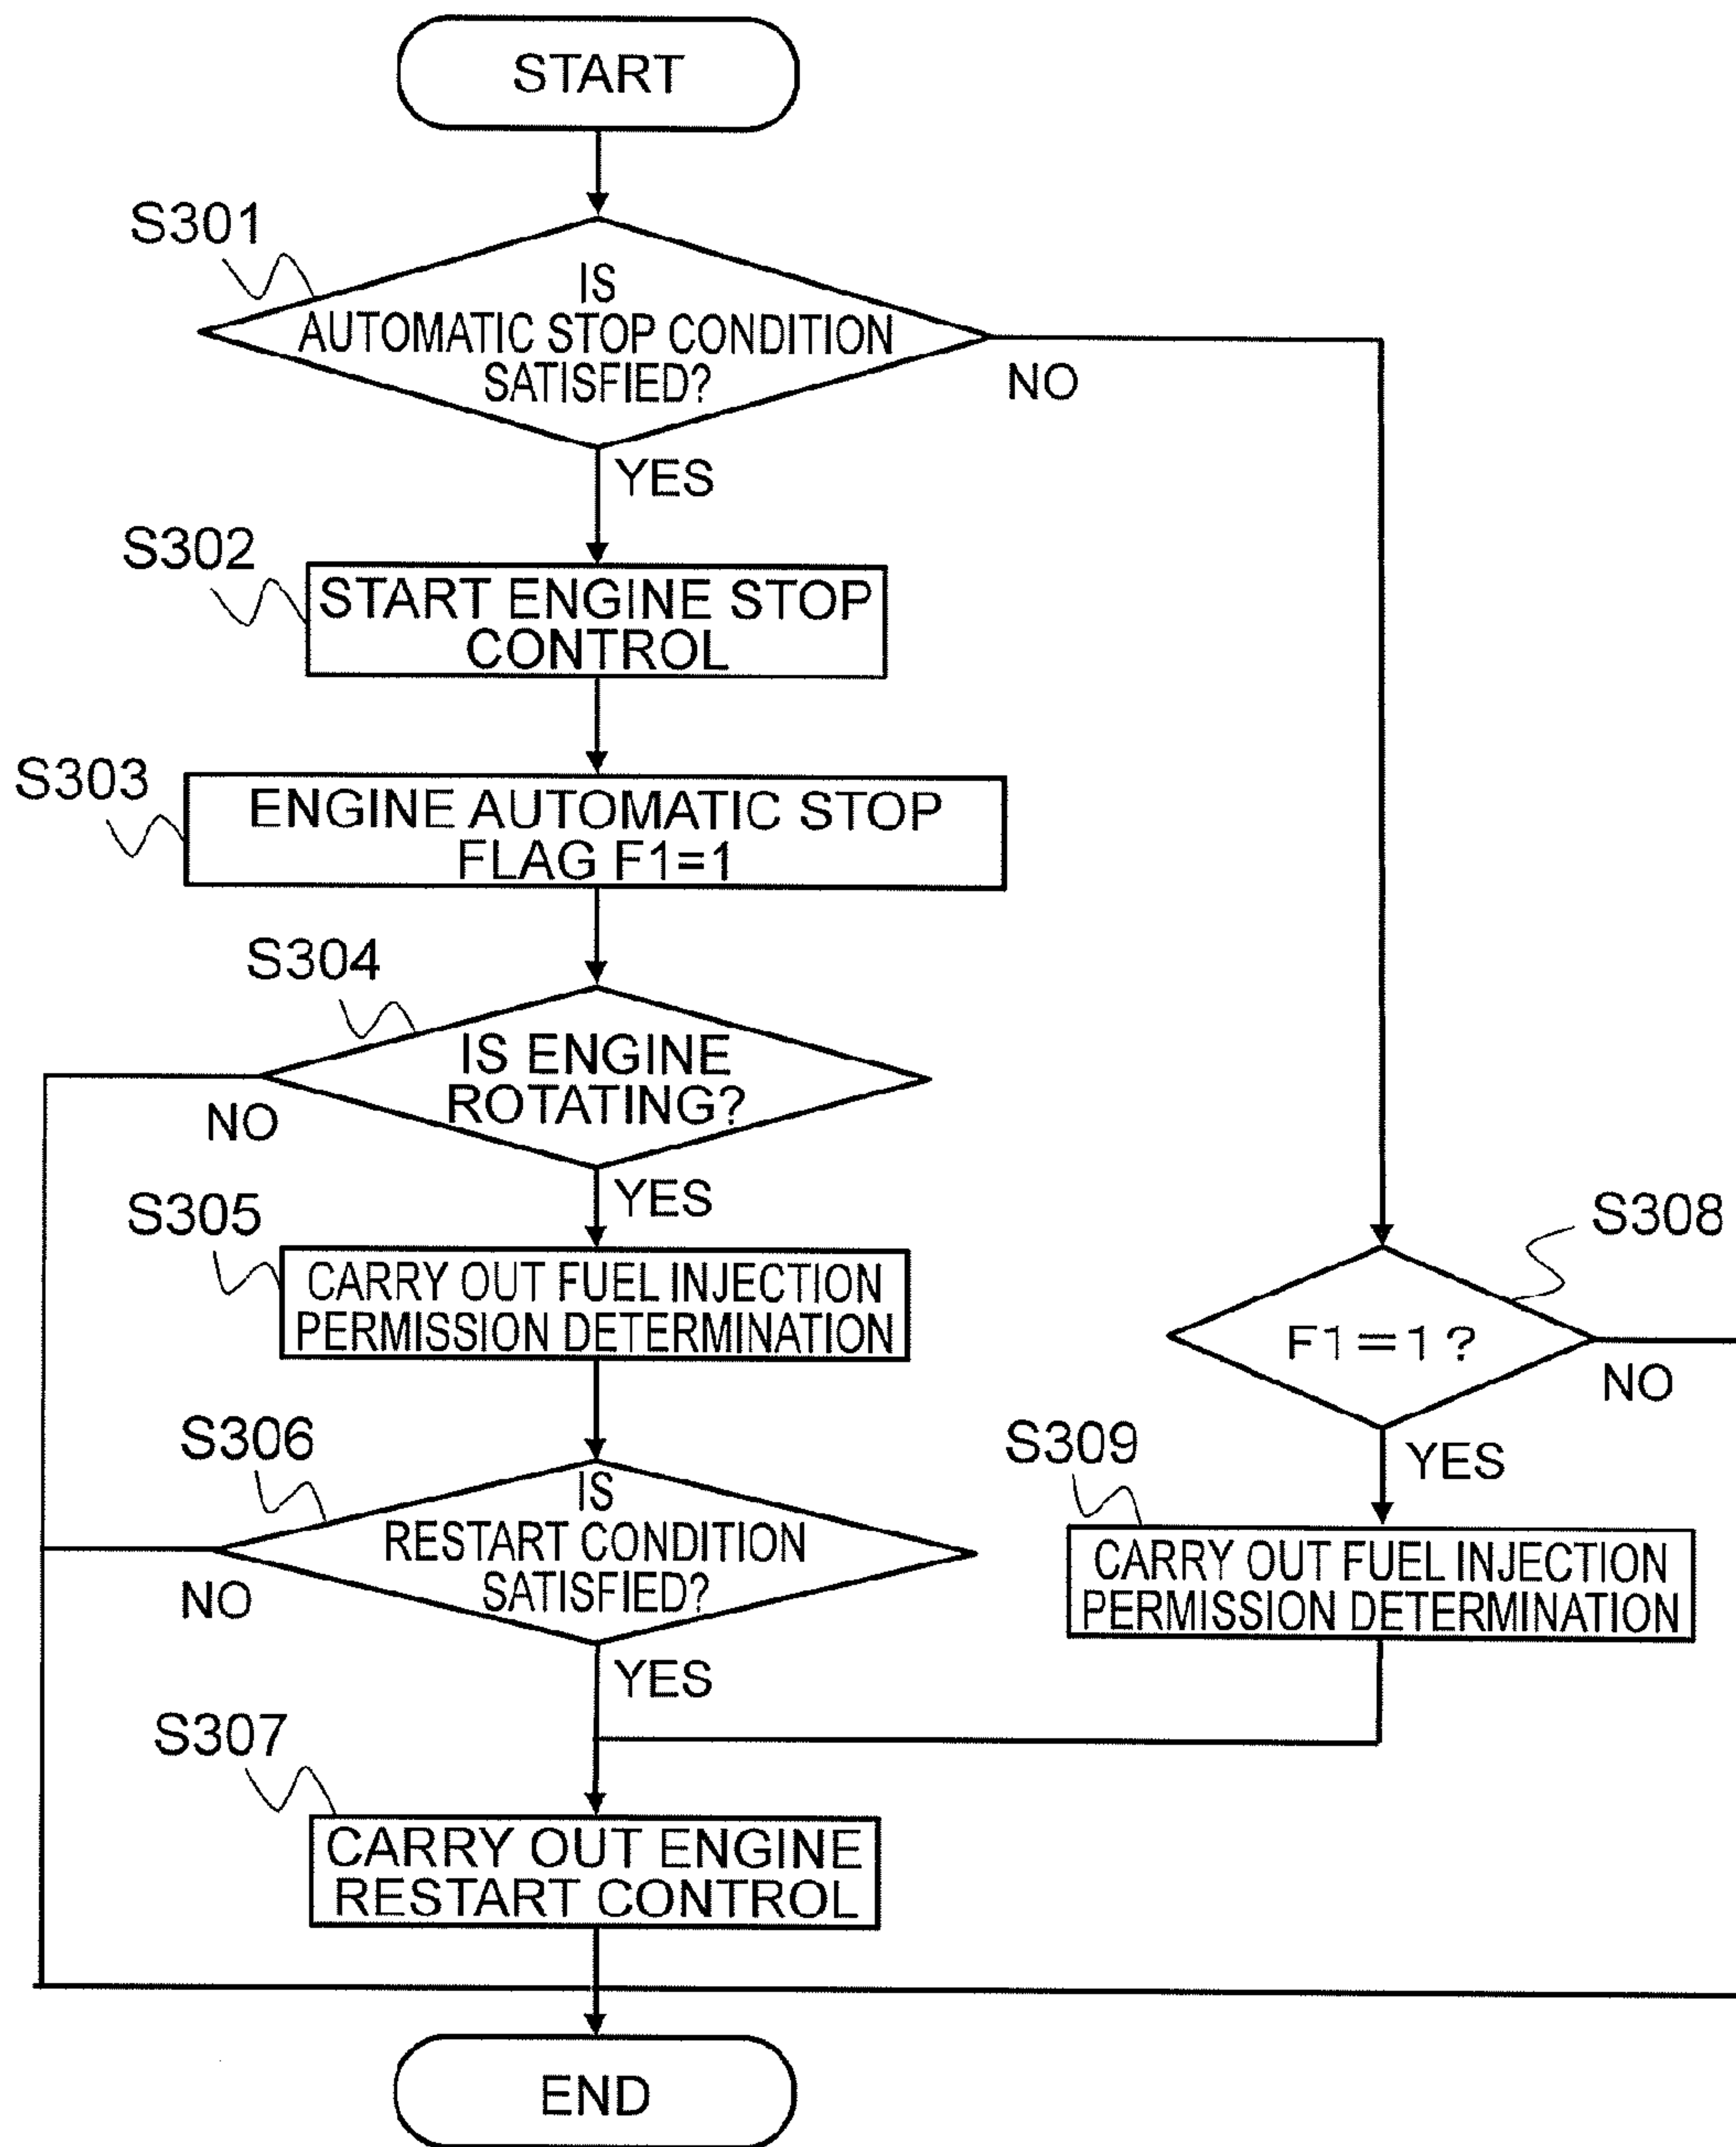 START
S301
IS
AUTOMATIC STOP CONDITION
SATISFIED?
NO
YES
S302
START ENGINE STOP
CONTROL
S303
ENGINE AUTOMATIC STOP
FLAG F1=1
S304
IS ENGINE
ROTATING?
NO
YES
S305
CARRY OUT FUEL INJECTION
PERMISSION DETERMINATION
S306
IS
RESTART CONDITION
SATISFIED?
NO
YES
S307
CARRY OUT ENGINE
RESTART CONTROL
S308
F1=1?
NO
YES
S309
CARRY OUT FUEL INJECTION
PERMISSION DETERMINATION
END